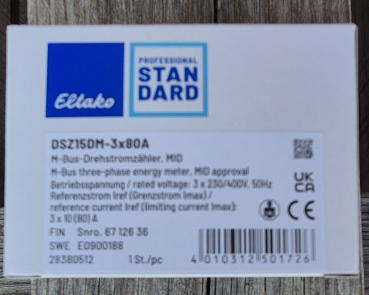 Eltako
PROFESSIONAL
STAN
DARD
DSZ15DM-3x80A
M-Bus-Drehstromzähler, MID
M-Bus three-phase energy meter, MID approval
Betriebsspannung / rated voltage: 3 x 230/400V, 50Hz
Referenzstrom Iref (Grenzstrom Imax) /
reference current Iref (limiting current Imax):
3 x 10 (80) A
UK
CA
CE
FIN Snro. 67 126 36
SWE ED900188
28380512 1 St./pc
4 010312 501726